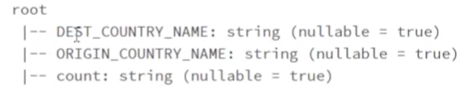 root
|-- DEST_COUNTRY_NAME: string (nullable = true)
|-- ORIGIN_COUNTRY_NAME: string (nullable = true)
|-- count: string (nullable = true)